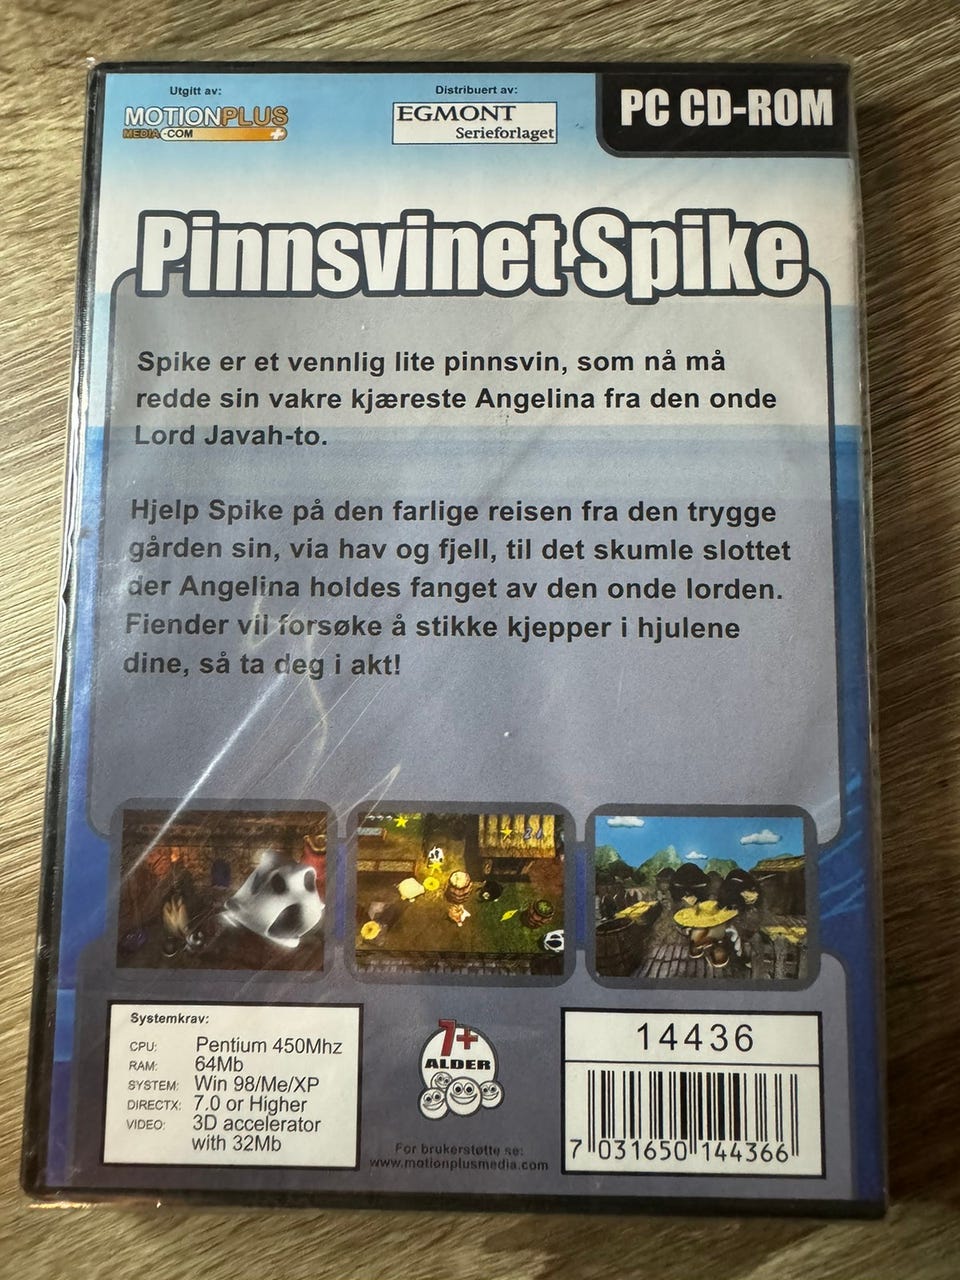 Utgitt av:
MOTIONPLUS
MEDIA.COM
Distribuert av:
EGMONT
Serieforlaget
PC CD-ROM
Pinnsvinet Spike
Spike er et vennlig lite pinnsvin, som nå må
redde sin vakre kjæreste Angelina fra den onde
Lord Javah-to.
Hjelp Spike på den farlige reisen fra den trygge
gården sin, via hav og fjell, til det skumle slottet
der Angelina holdes fanget av den onde lorden.
Fiender vil forsøke å stikke kjepper i hjulene
dine, så ta deg i akt!
Systemkrav:
CPU: Pentium 450Mhz
RAM: 64Mb
SYSTEM: Win 98/Me/XP
DIRECTX: 7.0 or Higher
VIDEO: 3D accelerator
with 32Mb
7+
ALDER
For brukerstøtte se:
www.motionplusmedia.com
14436
7 031650 144366